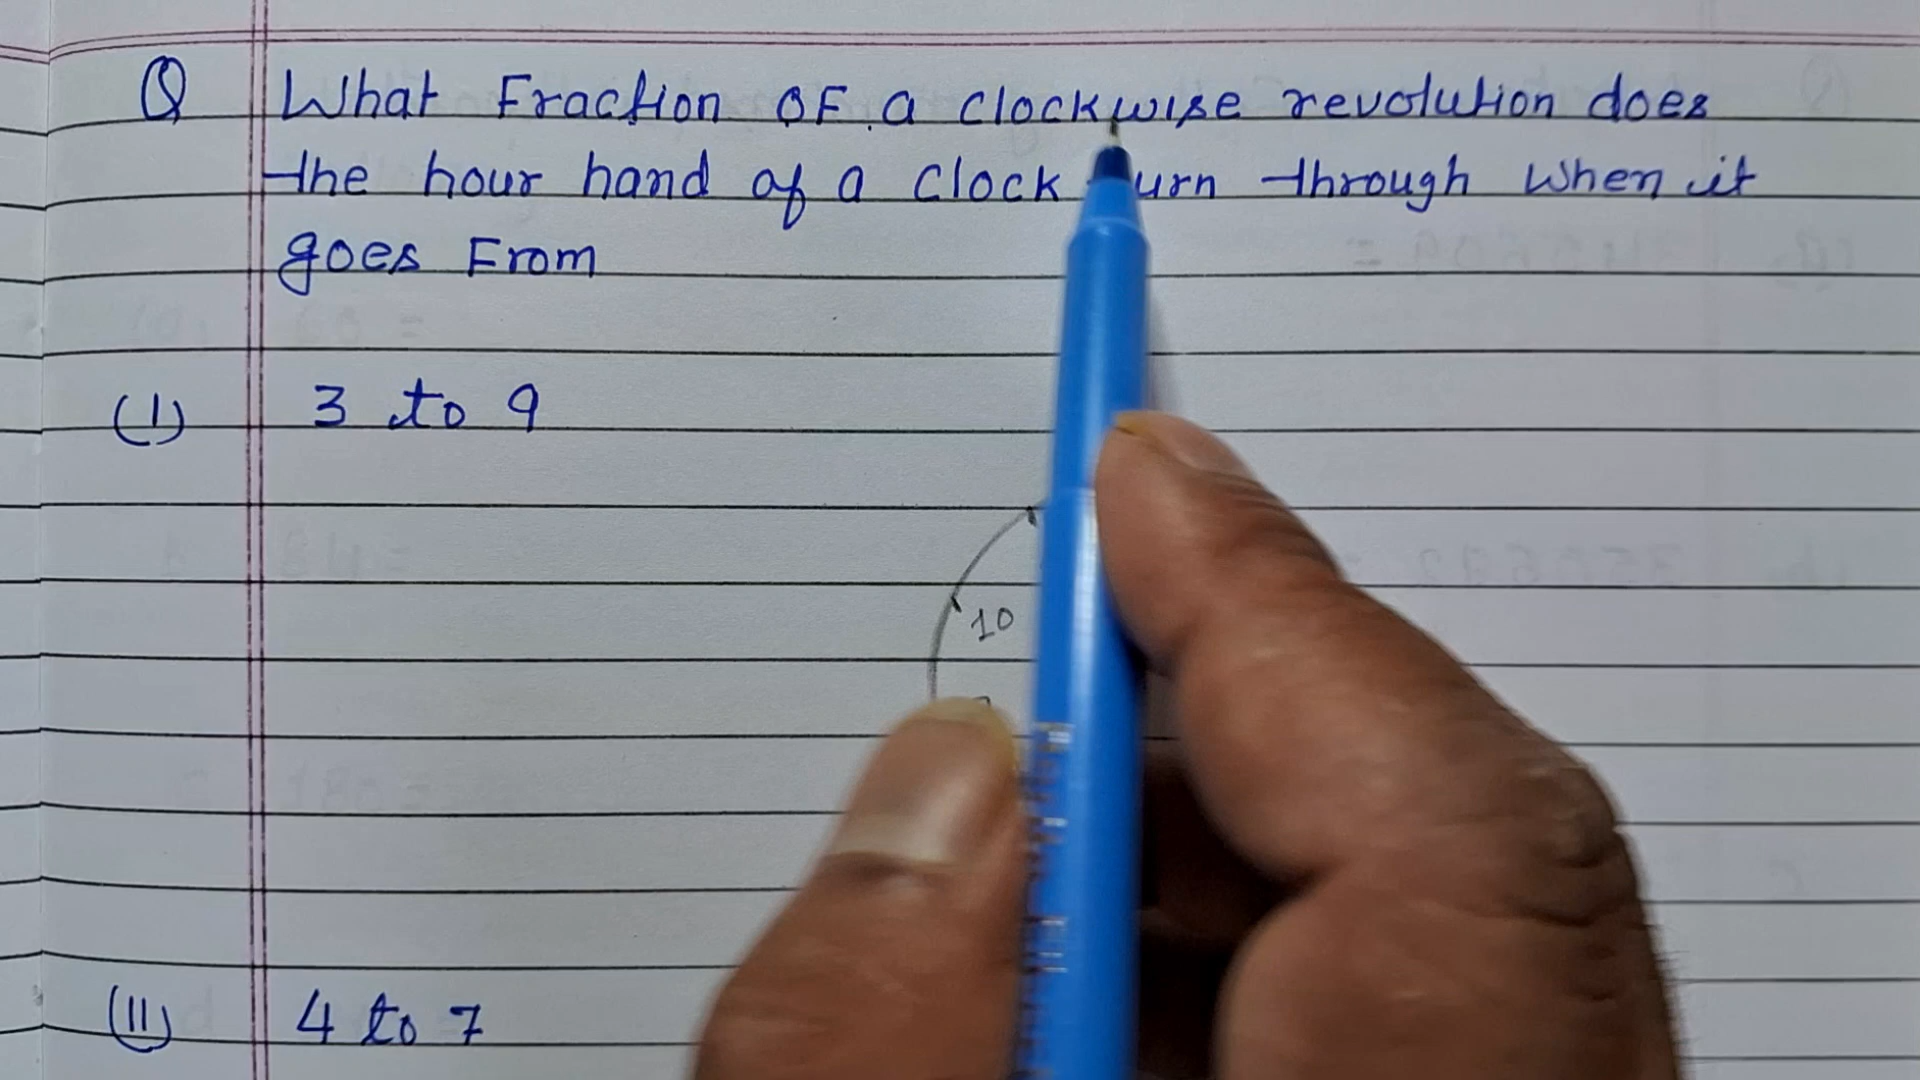 Q What Fraction OF a clockwise revolution does
the hour hand of a clock turn through when it
goes From
(I) 3 to 9
10
(II) 4 to 7